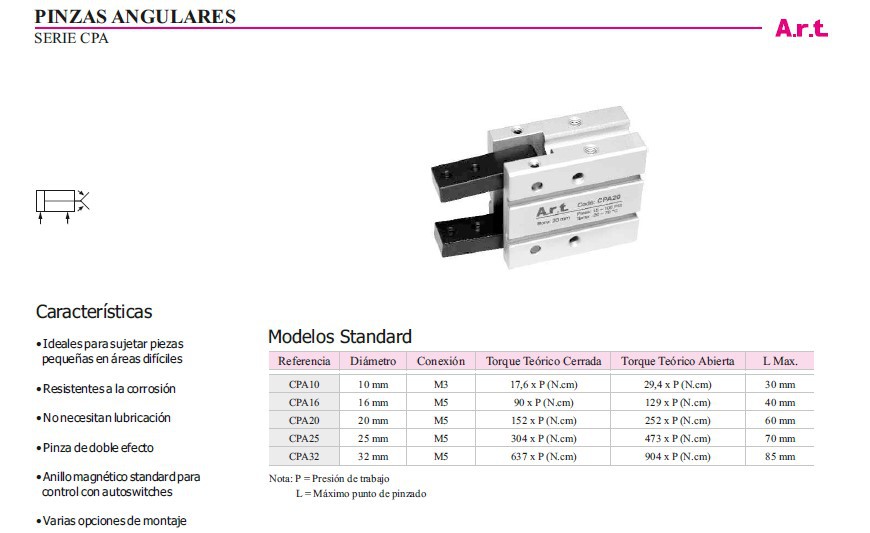 PINZAS ANGULARES
SERIE CPA
A.r.t.
A.r.t.
Code: CPA20
Bore: 20 mm
Características
• Ideales para sujetar piezas
pequeñas en áreas difíciles
• Resistentes a la corrosión
• No necesitan lubricación
• Pinza de doble efecto
• Anillo magnético standard para
control con autoswitches
• Varias opciones de montaje
Modelos Standard
Referencia Diámetro Conexión Torque Teórico Cerrada Torque Teórico Abierta L Max.
CPA10 10 mm M3 17,6 x P (N.cm) 29,4 x P (N.cm) 30 mm
CPA16 16 mm M5 90 x P (N.cm) 129 x P (N.cm) 40 mm
CPA20 20 mm M5 152 x P (N.cm) 252 x P (N.cm) 60 mm
CPA25 25 mm M5 304 x P (N.cm) 473 x P (N.cm) 70 mm
CPA32 32 mm M5 637 x P (N.cm) 904 x P (N.cm) 85 mm
Nota: P = Presión de trabajo
L = Máximo punto de pinzado